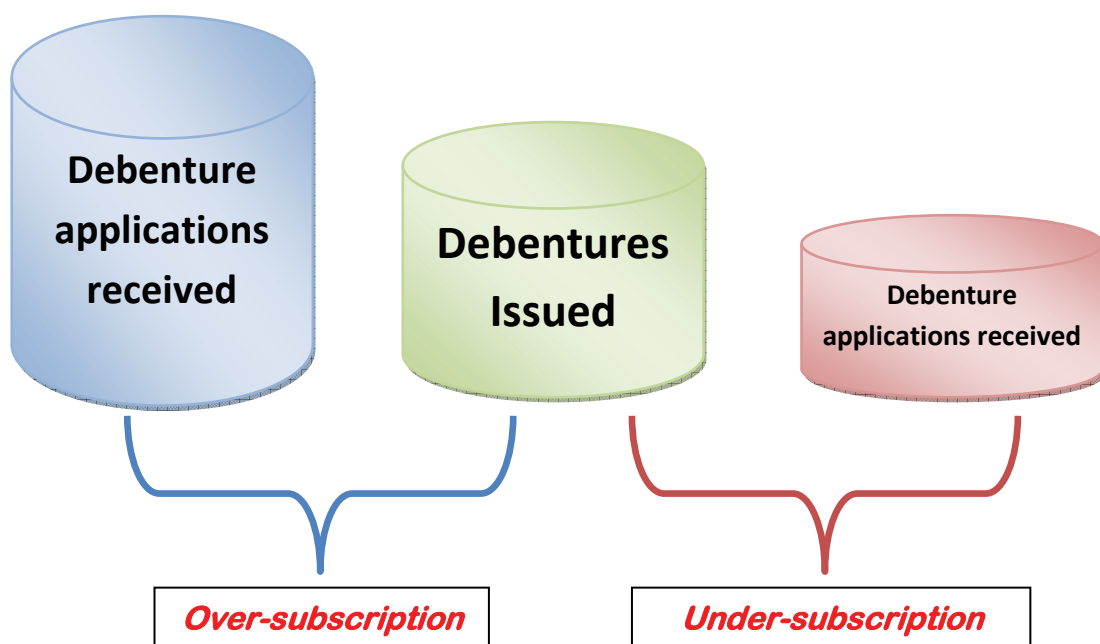 Debenture
applications
received
Debentures
Issued
Debenture
applications received
Over-subscription
Under-subscription